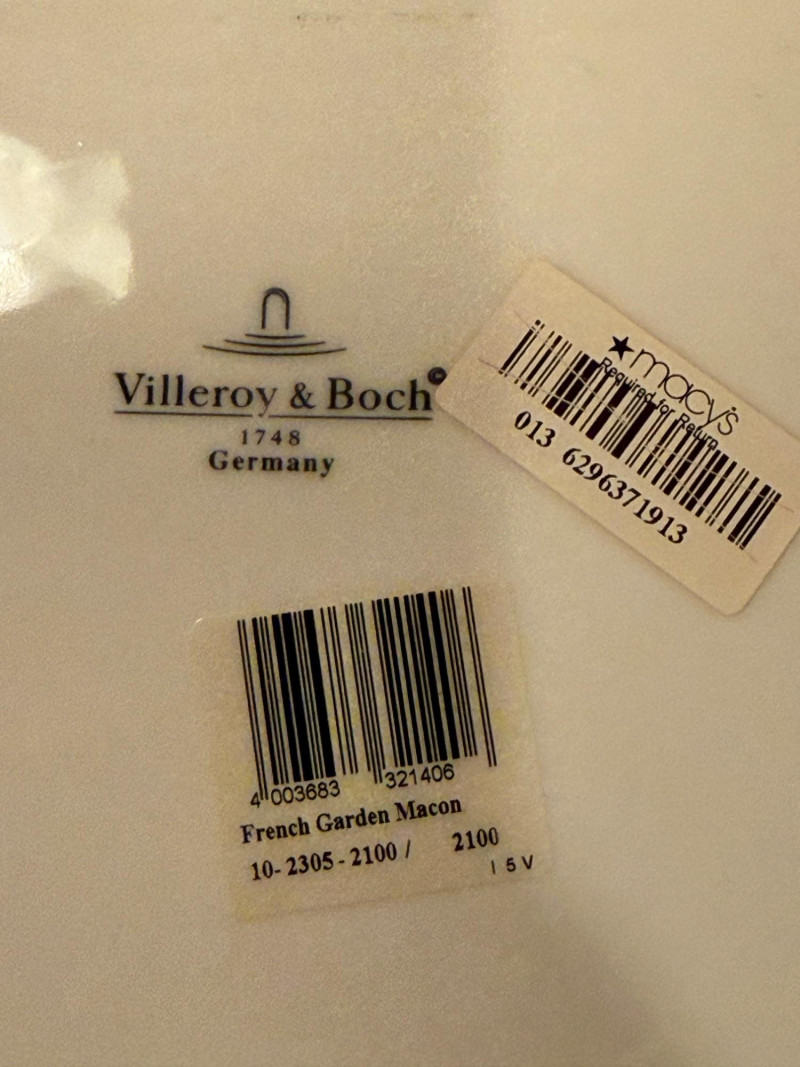 Villeroy & Boch©
1748
Germany
★macy's
Required for Return
013 6296371913
4 003683 321406
French Garden Macon
10-2305-2100 / 2100
I 5 V